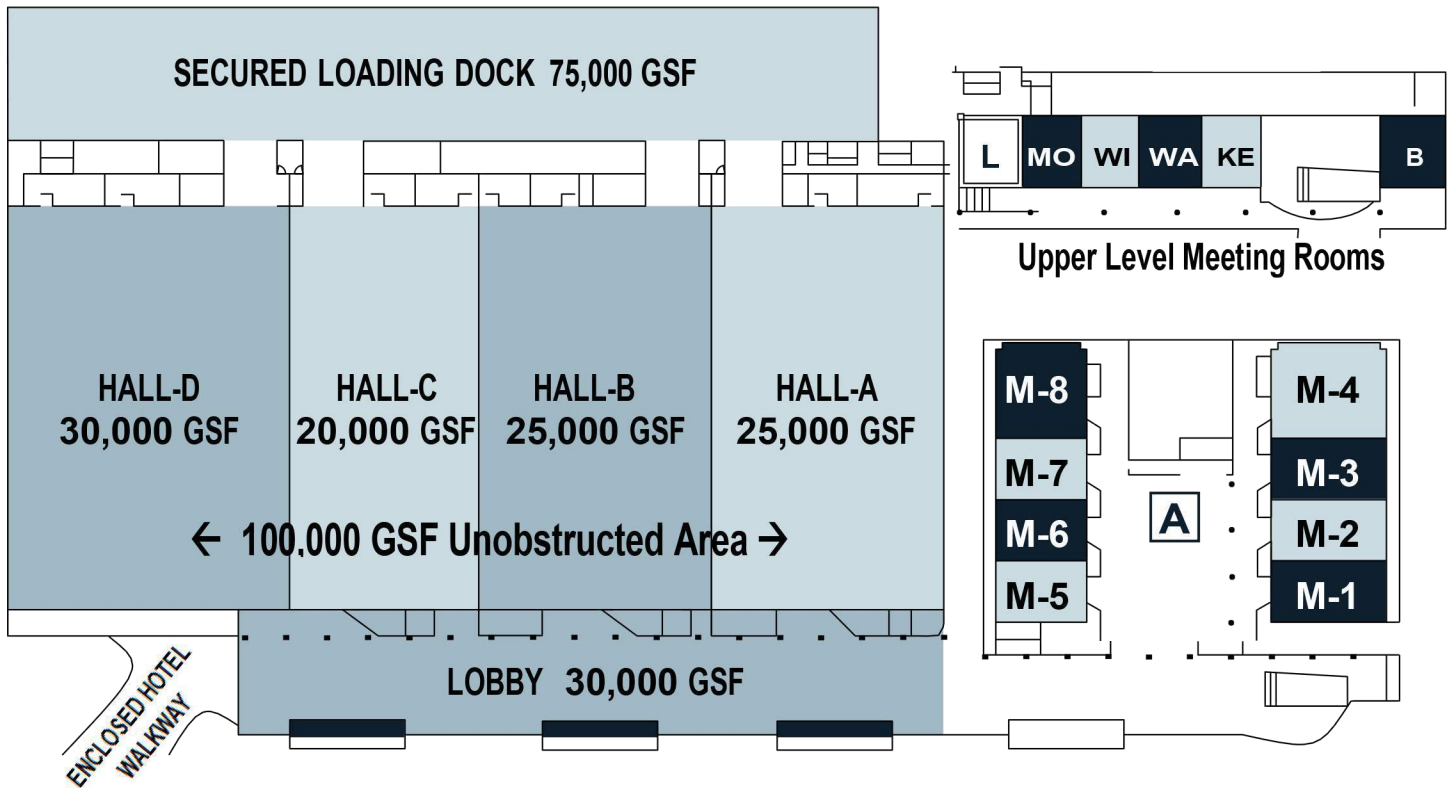 SECURED LOADING DOCK 75,000 GSF
L
MO
WI
WA
KE
B
Upper Level Meeting Rooms
HALL-D
30,000 GSF
HALL-C
20,000 GSF
HALL-B
25,000 GSF
HALL-A
25,000 GSF
← 100,000 GSF Unobstructed Area →
M-8
M-7
M-6
M-5
A
M-4
M-3
M-2
M-1
LOBBY 30,000 GSF
ENCLOSED HOTEL
WALKWAY